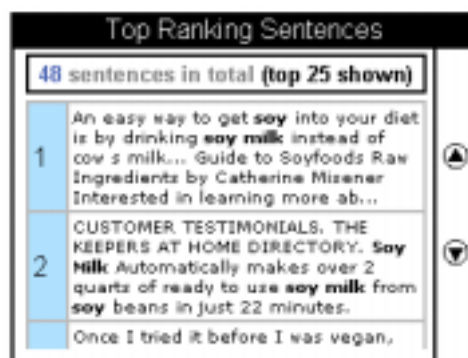 Top Ranking Sentences
48 sentences in total (top 25 shown)
1
An easy way to get soy into your diet
is by drinking soy milk instead of
cow s milk... Guide to Soyfoods Raw
Ingredients by Catherine Misener
Interested in learning more ab...
2
CUSTOMER TESTIMONIALS. THE
KEEPERS AT HOME DIRECTORY. Soy
Milk Automatically makes over 2
quarts of ready to use soy milk from
soy beans in just 22 minutes.
Once I tried it before I was vegan,